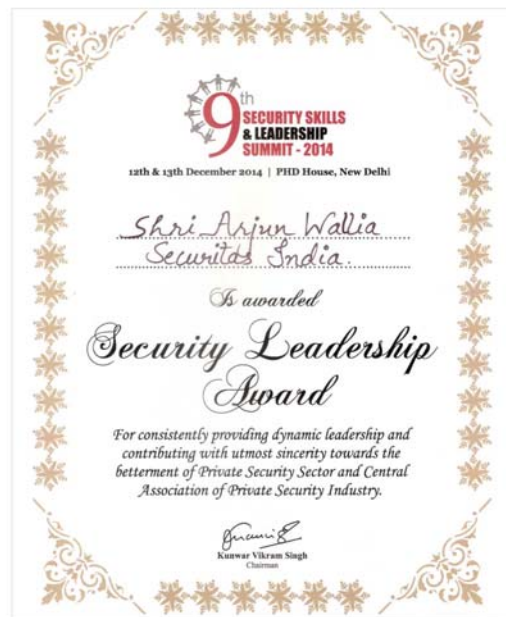 9th
SECURITY SKILLS
& LEADERSHIP
SUMMIT - 2014
12th & 13th December 2014 | PHD House, New Delhi
Shri Arjun Wallia
Securitas India.
Is awarded
Security Leadership
Award
For consistently providing dynamic leadership and
contributing with utmost sincerity towards the
betterment of Private Security Sector and Central
Association of Private Security Industry.
Kunwar Vikram Singh
Chairman